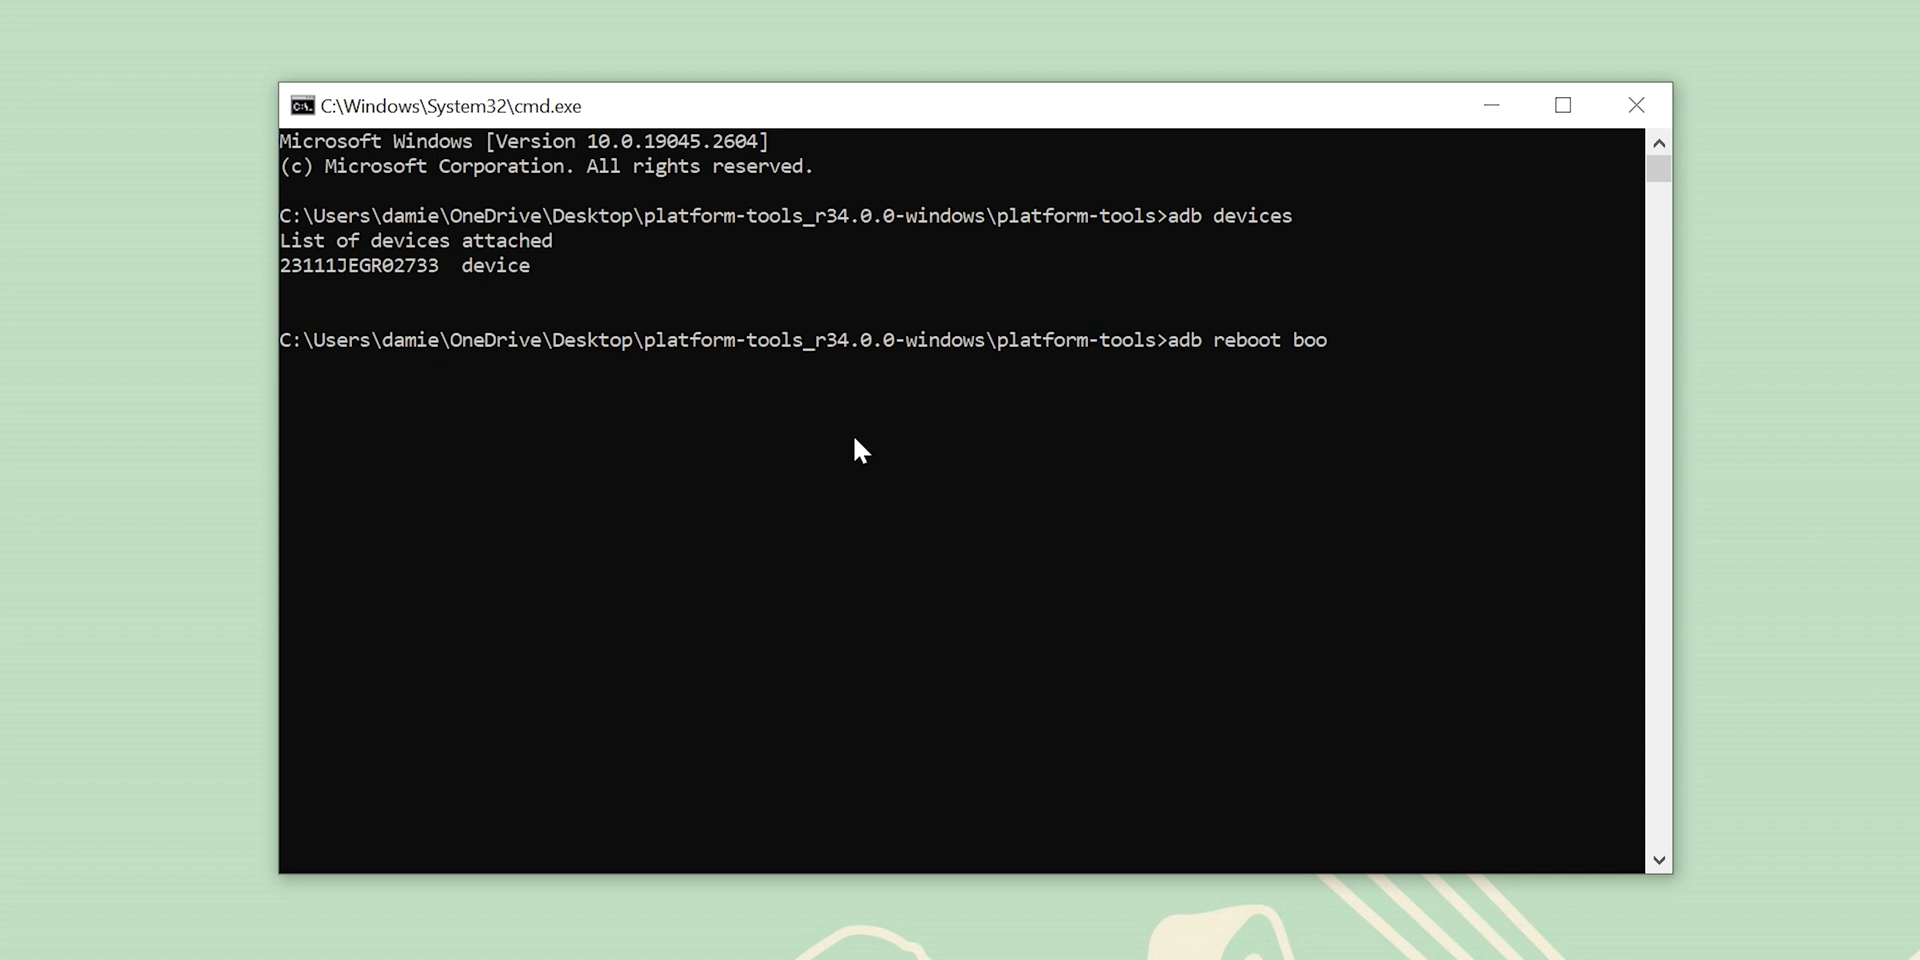 C:\Windows\System32\cmd.exe
Microsoft Windows [Version 10.0.19045.2604]
(c) Microsoft Corporation. All rights reserved.
C:\Users\damie\OneDrive\Desktop\platform-tools_r34.0.0-windows\platform-tools>adb devices
List of devices attached
23111JEGR02733  device
C:\Users\damie\OneDrive\Desktop\platform-tools_r34.0.0-windows\platform-tools>adb reboot boo